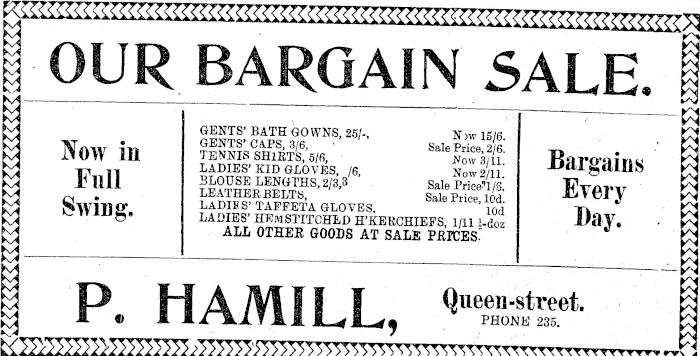 OUR BARGAIN SALE.
Now in
Full
Swing.
GENTS' BATH GOWNS, 25/-, Now 15/6.
GENTS' CAPS, 3/6, Sale Price, 2/6.
TENNIS SHIRTS, 5/6, Now 3/11.
LADIES' KID GLOVES, /6, Now 2/11.
BLOUSE LENGTHS, 2/3,3 Sale Price 1/6.
LEATHER BELTS, Sale Price, 10d.
LADIES' TAFFETA GLOVES, 10d
LADIES' HEMSTITCHED H'KERCHIEFS, 1/11 ½-doz
ALL OTHER GOODS AT SALE PRICES.
Bargains
Every
Day.
P. HAMILL,
Queen-street.
PHONE 235.